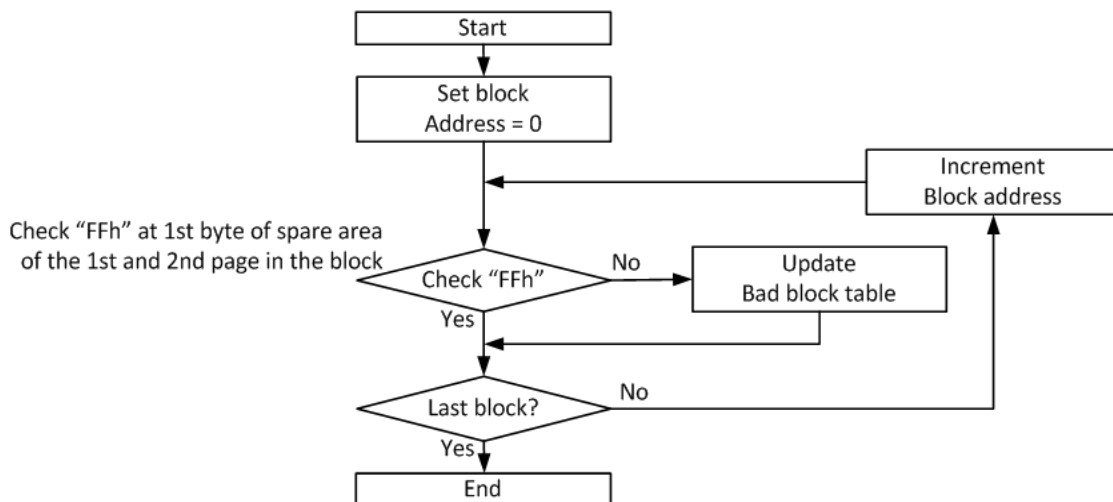 Start
Set block
Address = 0
Increment
Block address
Check “FFh” at 1st byte of spare area
of the 1st and 2nd page in the block
Check “FFh”
No
Update
Bad block table
Yes
Last block?
No
Yes
End